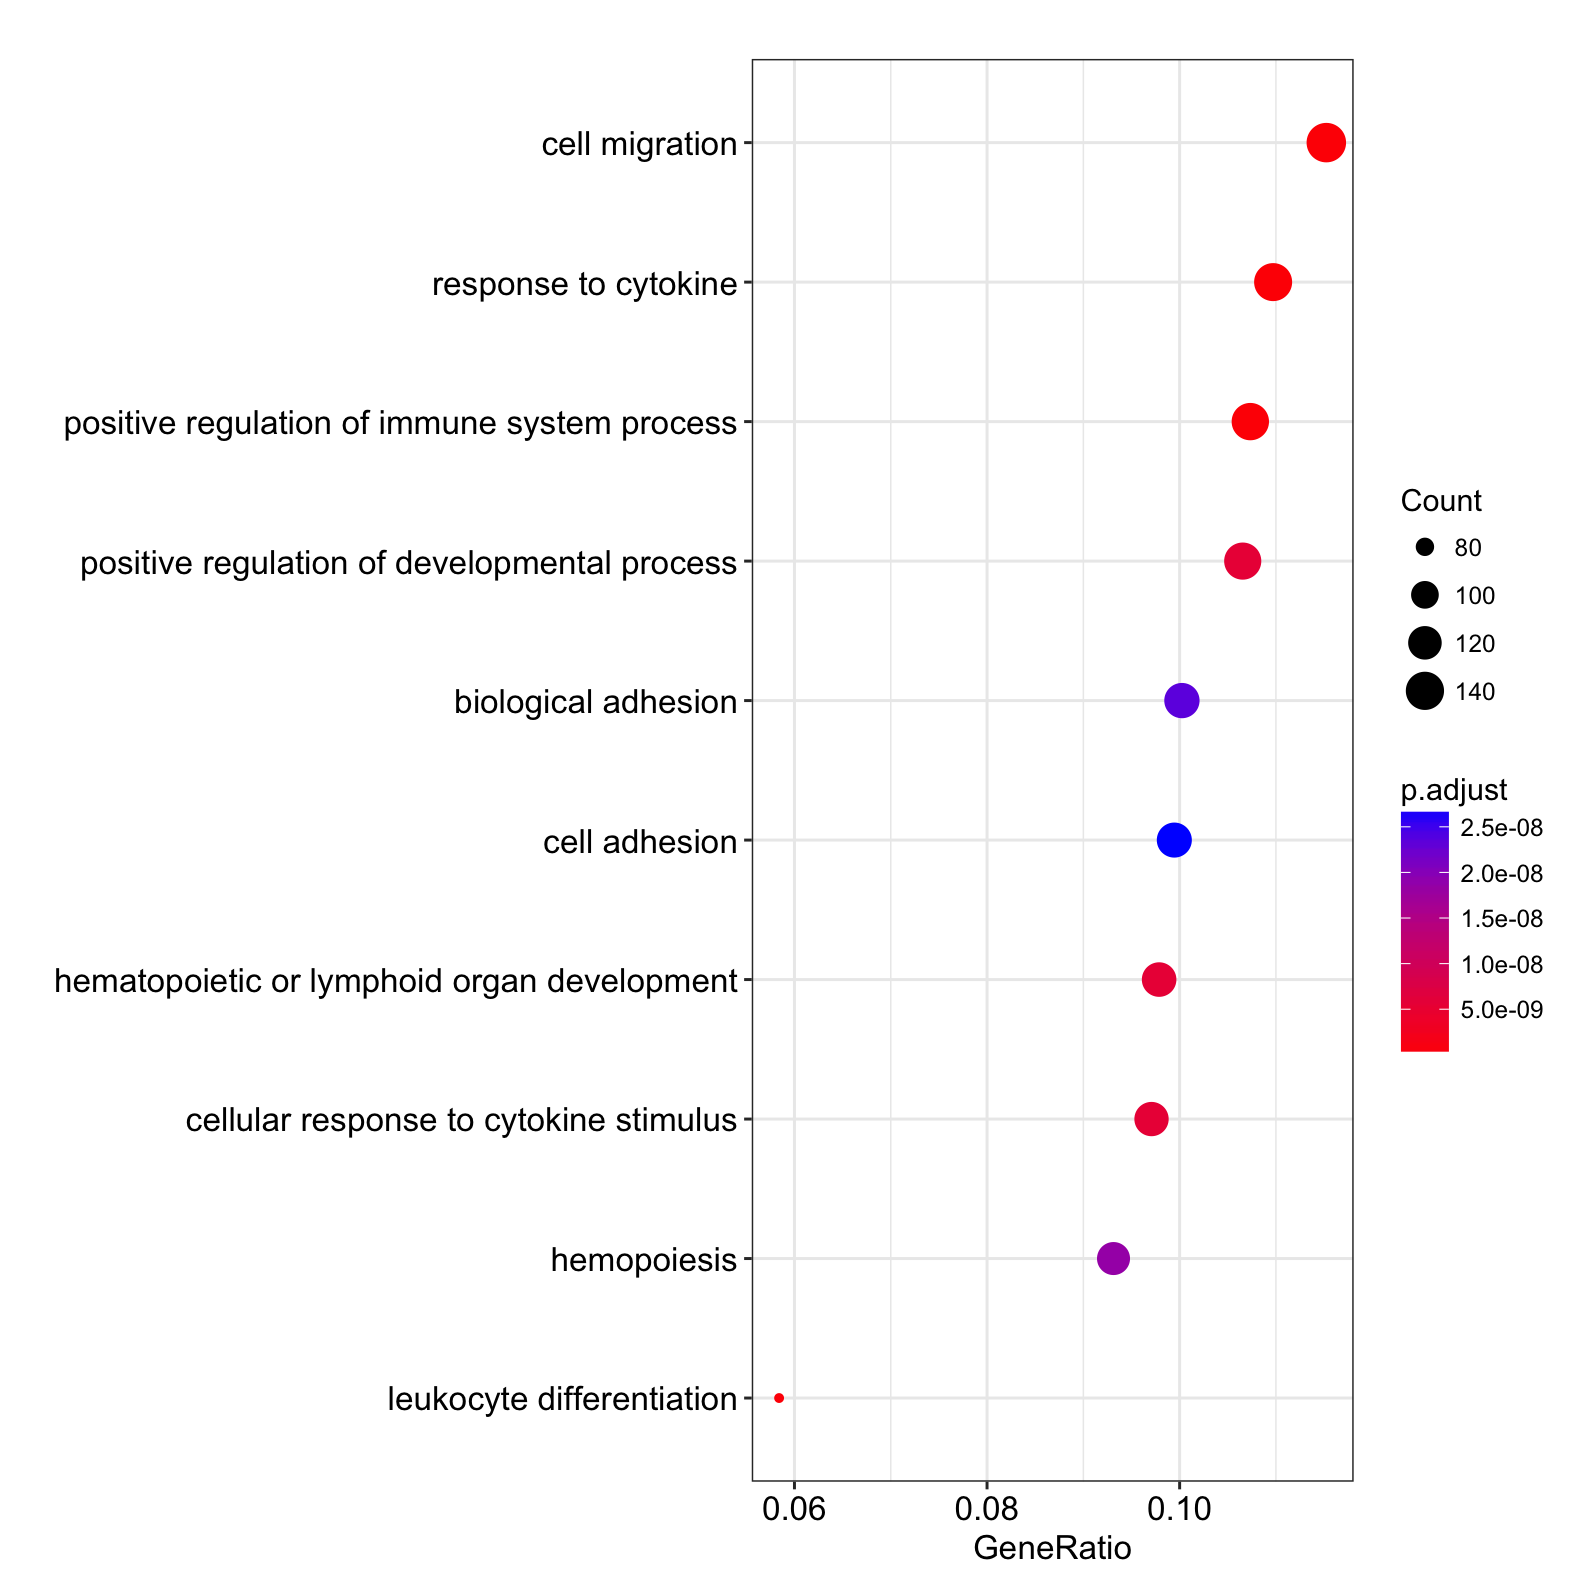 cell migration
response to cytokine
positive regulation of immune system process
positive regulation of developmental process
biological adhesion
cell adhesion
hematopoietic or lymphoid organ development
cellular response to cytokine stimulus
hemopoiesis
leukocyte differentiation
0.06
0.08
0.10
GeneRatio
Count
80
100
120
140
p.adjust
2.5e-08
2.0e-08
1.5e-08
1.0e-08
5.0e-09